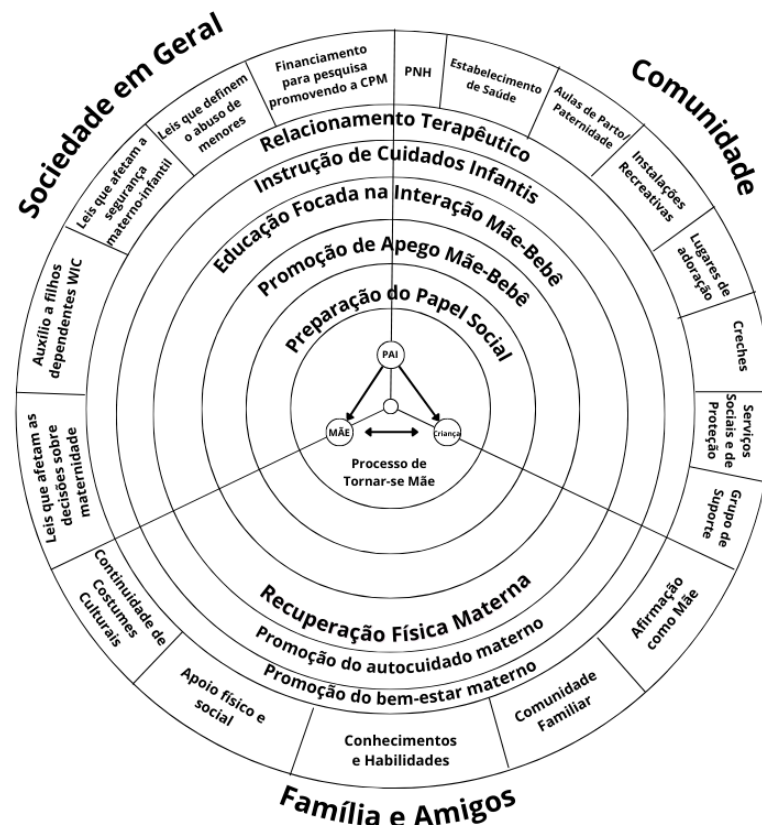 Sociedade em Geral
Comunidade
Família e Amigos
Financiamento
para pesquisa
promovendo a CPM
PNH
Estabelecimento
de Saúde
Aulas de Parto/
Paternidade
Instalações
Recreativas
Lugares de
adoração
Creches
Serviços
Sociais e de
Proteção
Grupo de
Suporte
Afirmação
como Mãe
Comunidade
Familiar
Conhecimentos
e Habilidades
Apoio físico e
social
Continuidade de
Costumes
Culturais
Leis que afetam as
decisões sobre
maternidade
Auxílio a filhos
dependentes WIC
Leis que afetam a
segurança
materno-infantil
Leis que definem
o abuso de
menores
Relacionamento Terapêutico
Instrução de Cuidados Infantis
Educação Focada na Interação Mãe-Bebê
Promoção de Apego Mãe-Bebê
Preparação do Papel Social
PAI
MÃE
Criança
Processo de
Tornar-se Mãe
Recuperação Física Materna
Promoção do autocuidado materno
Promoção do bem-estar materno